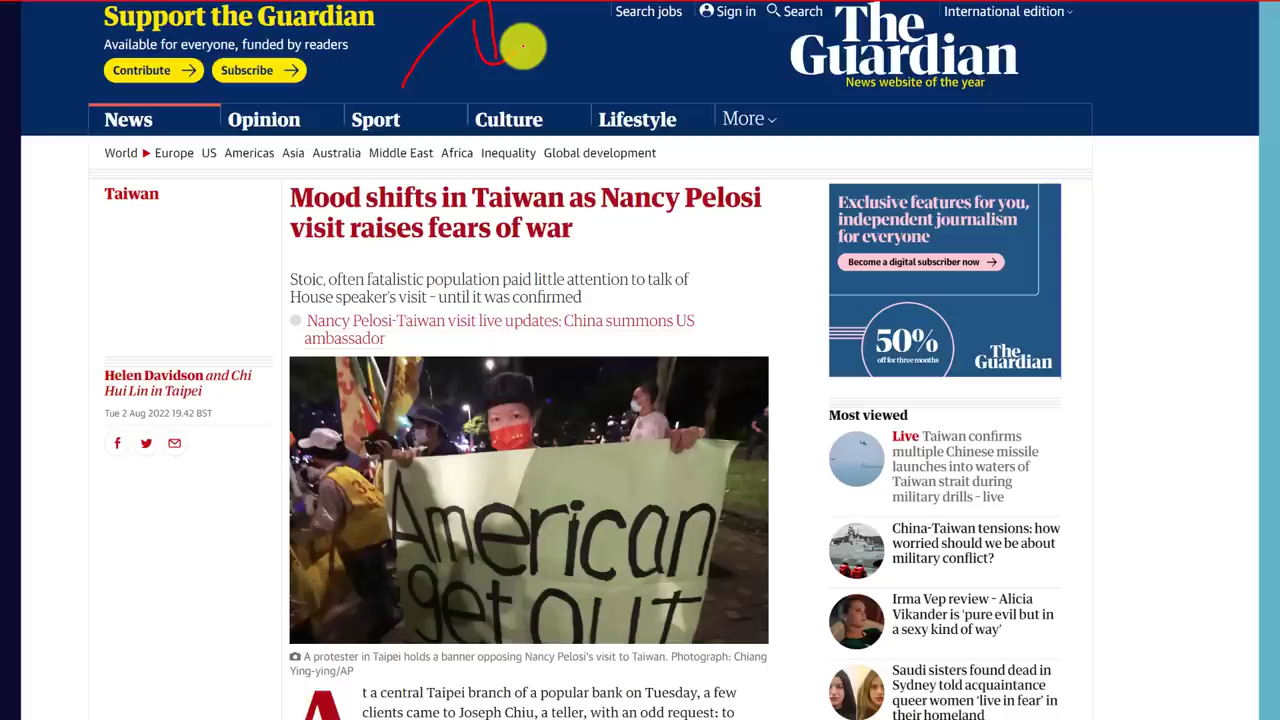 Support the Guardian
Available for everyone, funded by readers
Contribute
Subscribe
Search jobs
Sign in
Search
International edition
The
Guardian
News website of the year
News
Opinion
Sport
Culture
Lifestyle
More
World
Europe
US
Americas
Asia
Australia
Middle East
Africa
Inequality
Global development
Taiwan
Mood shifts in Taiwan as Nancy Pelosi
visit raises fears of war
Stoic, often fatalistic population paid little attention to talk of
House speaker's visit – until it was confirmed
Nancy Pelosi-Taiwan visit live updates: China summons US
ambassador
Helen Davidson and Chi
Hui Lin in Taipei
Tue 2 Aug 2022 19.42 BST
American
get out
A protester in Taipei holds a banner opposing Nancy Pelosi's visit to Taiwan. Photograph: Chiang
Ying-ying/AP
At a central Taipei branch of a popular bank on Tuesday, a few
clients came to Joseph Chiu, a teller, with an odd request: to
Exclusive features for you,
independent journalism
for everyone
Become a digital subscriber now
50%
off for three months
The
Guardian
Most viewed
Live Taiwan confirms
multiple Chinese missile
launches into waters of
Taiwan strait during
military drills – live
China-Taiwan tensions: how
worried should we be about
military conflict?
Irma Vep review – Alicia
Vikander is 'pure evil but in
a sexy kind of way'
Saudi sisters found dead in
Sydney told acquaintance
queer women 'live in fear' in
their homeland